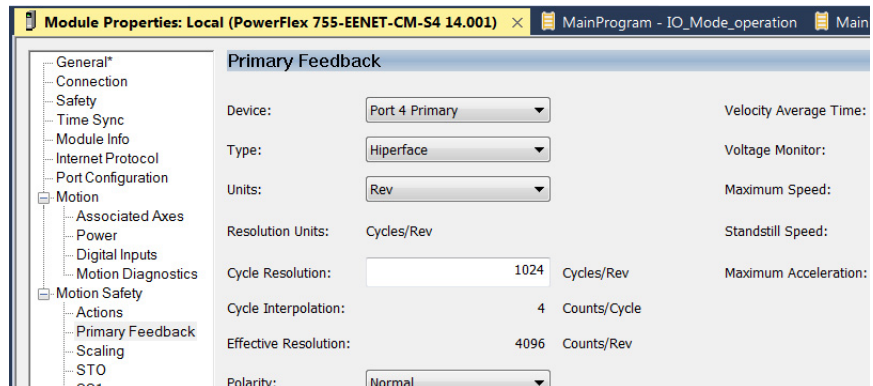 Module Properties: Local (PowerFlex 755-EENET-CM-S4 14.001) × MainProgram - IO_Mode_operation Main
General*
Connection
Safety
Time Sync
Module Info
Internet Protocol
Port Configuration
Motion
Associated Axes
Power
Digital Inputs
Motion Diagnostics
Motion Safety
Actions
Primary Feedback
Scaling
STO
Primary Feedback
Device: Port 4 Primary Velocity Average Time:
Type: Hiperface Voltage Monitor:
Units: Rev Maximum Speed:
Resolution Units: Cycles/Rev Standstill Speed:
Cycle Resolution: 1024 Cycles/Rev Maximum Acceleration:
Cycle Interpolation: 4 Counts/Cycle
Effective Resolution: 4096 Counts/Rev
Polarity: Normal